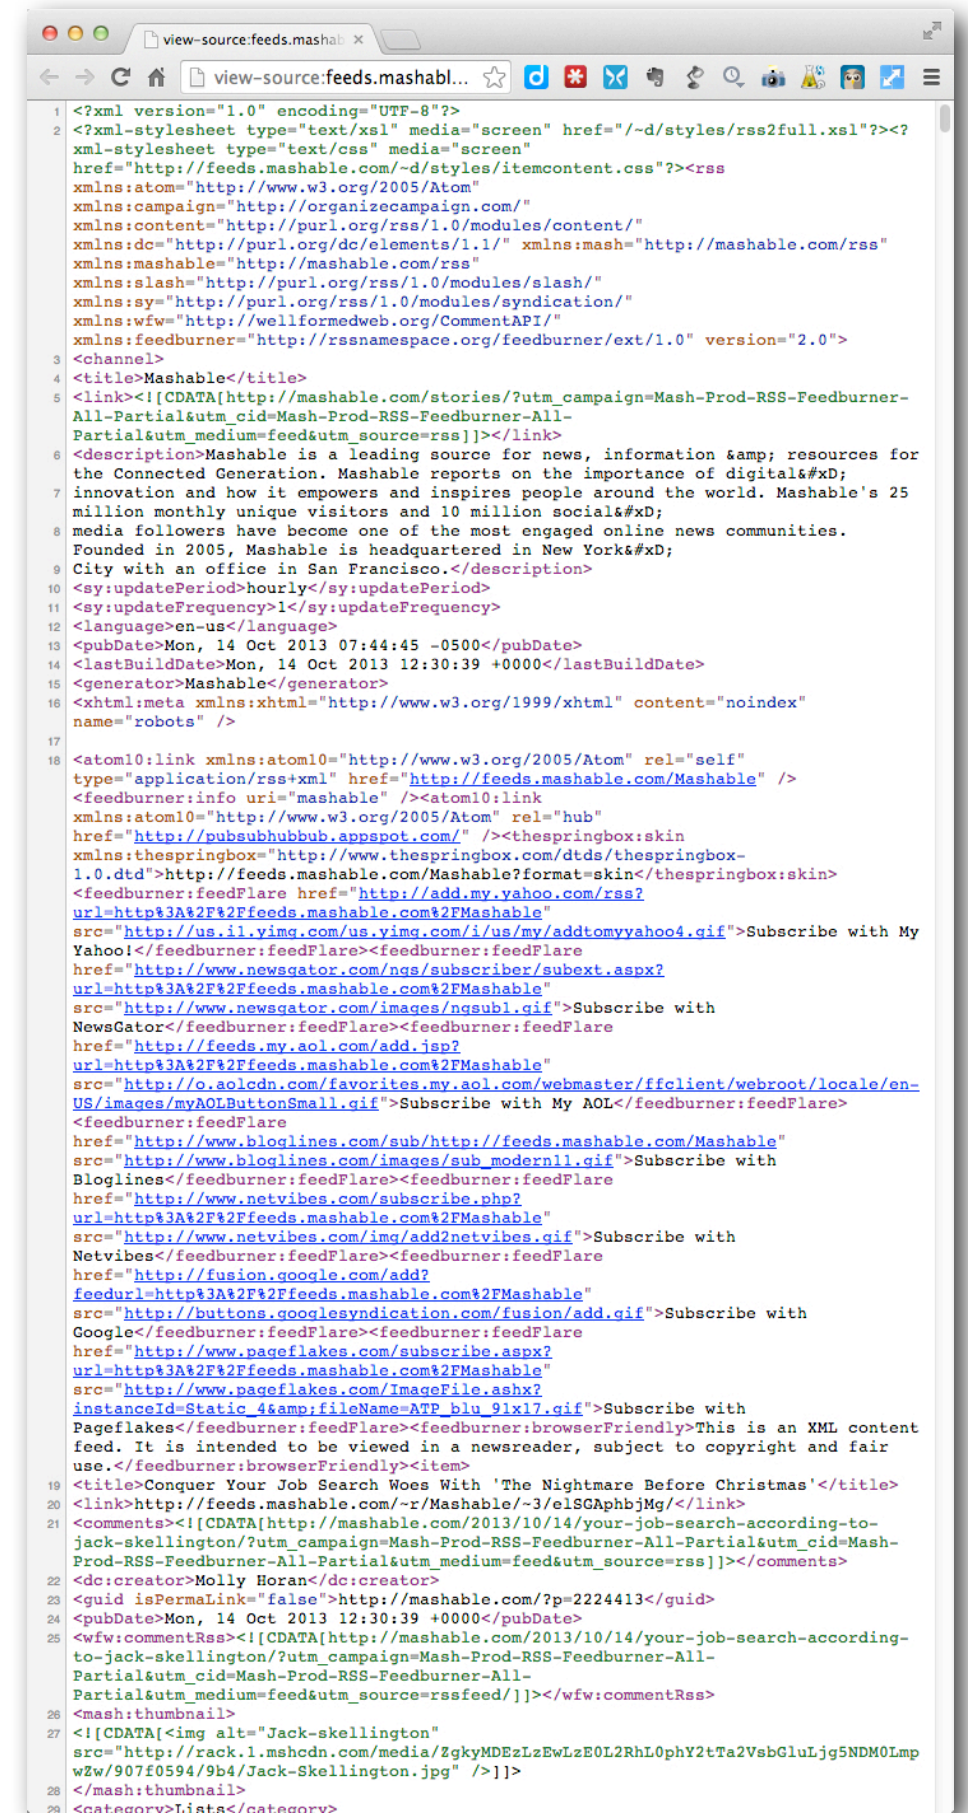 view-source:feeds.mashab
view-source:feeds.mashabl...
1 <?xml version="1.0" encoding="UTF-8"?>
2 <?xml-stylesheet type="text/xsl" media="screen" href="/~d/styles/rss2full.xsl"?><?
xml-stylesheet type="text/css" media="screen"
href="http://feeds.mashable.com/~d/styles/itemcontent.css"?><rss
xmlns:atom="http://www.w3.org/2005/Atom"
xmlns:campaign="http://organizecampaign.com/"
xmlns:content="http://purl.org/rss/1.0/modules/content/"
xmlns:dc="http://purl.org/dc/elements/1.1/" xmlns:mash="http://mashable.com/rss"
xmlns:mashable="http://mashable.com/rss"
xmlns:slash="http://purl.org/rss/1.0/modules/slash/"
xmlns:sy="http://purl.org/rss/1.0/modules/syndication/"
xmlns:wfw="http://wellformedweb.org/CommentAPI/"
xmlns:feedburner="http://rssnamespace.org/feedburner/ext/1.0" version="2.0">
3 <channel>
4 <title>Mashable</title>
5 <link><![CDATA[http://mashable.com/stories/?utm_campaign=Mash-Prod-RSS-Feedburner-
All-Partial&utm_cid=Mash-Prod-RSS-Feedburner-All-
Partial&utm_medium=feed&utm_source=rss]]></link>
6 <description>Mashable is a leading source for news, information &amp; resources for
the Connected Generation. Mashable reports on the importance of digital&#xD;
7 innovation and how it empowers and inspires people around the world. Mashable's 25
million monthly unique visitors and 10 million social&#xD;
8 media followers have become one of the most engaged online news communities.
Founded in 2005, Mashable is headquartered in New York&#xD;
9 City with an office in San Francisco.</description>
10 <sy:updatePeriod>hourly</sy:updatePeriod>
11 <sy:updateFrequency>1</sy:updateFrequency>
12 <language>en-us</language>
13 <pubDate>Mon, 14 Oct 2013 07:44:45 -0500</pubDate>
14 <lastBuildDate>Mon, 14 Oct 2013 12:30:39 +0000</lastBuildDate>
15 <generator>Mashable</generator>
16 <xhtml:meta xmlns:xhtml="http://www.w3.org/1999/xhtml" content="noindex"
name="robots" />
17
18 <atom10:link xmlns:atom10="http://www.w3.org/2005/Atom" rel="self"
type="application/rss+xml" href="http://feeds.mashable.com/Mashable" />
<feedburner:info uri="mashable" /><atom10:link
xmlns:atom10="http://www.w3.org/2005/Atom" rel="hub"
href="http://pubsubhubbub.appspot.com/" /><thespringbox:skin
xmlns:thespringbox="http://www.thespringbox.com/dtds/thespringbox-
1.0.dtd">http://feeds.mashable.com/Mashable?format=skin</thespringbox:skin>
<feedburner:feedFlare href="http://add.my.yahoo.com/rss?
url=http%3A%2F%2Ffeeds.mashable.com%2FMashable"
src="http://us.i1.yimg.com/us.yimg.com/i/us/my/addtomyyahoo4.gif">Subscribe with My
Yahoo!</feedburner:feedFlare><feedburner:feedFlare
href="http://www.newsgator.com/ngs/subscriber/subext.aspx?
url=http%3A%2F%2Ffeeds.mashable.com%2FMashable"
src="http://www.newsgator.com/images/ngsub1.gif">Subscribe with
NewsGator</feedburner:feedFlare><feedburner:feedFlare
href="http://feeds.my.aol.com/add.jsp?
url=http%3A%2F%2Ffeeds.mashable.com%2FMashable"
src="http://o.aolcdn.com/favorites.my.aol.com/webmaster/ffclient/webroot/locale/en-
US/images/myAOLButtonSmall.gif">Subscribe with My AOL</feedburner:feedFlare>
<feedburner:feedFlare
href="http://www.bloglines.com/sub/http://feeds.mashable.com/Mashable"
src="http://www.bloglines.com/images/sub_modern11.gif">Subscribe with
Bloglines</feedburner:feedFlare><feedburner:feedFlare
href="http://www.netvibes.com/subscribe.php?
url=http%3A%2F%2Ffeeds.mashable.com%2FMashable"
src="http://www.netvibes.com/img/add2netvibes.gif">Subscribe with
Netvibes</feedburner:feedFlare><feedburner:feedFlare
href="http://fusion.google.com/add?
feedurl=http%3A%2F%2Ffeeds.mashable.com%2FMashable"
src="http://buttons.googlesyndication.com/fusion/add.gif">Subscribe with
Google</feedburner:feedFlare><feedburner:feedFlare
href="http://www.pageflakes.com/subscribe.aspx?
url=http%3A%2F%2Ffeeds.mashable.com%2FMashable"
src="http://www.pageflakes.com/ImageFile.ashx?
instanceId=Static_4&amp;fileName=ATP_blu_91x17.gif">Subscribe with
Pageflakes</feedburner:feedFlare><feedburner:browserFriendly>This is an XML content
feed. It is intended to be viewed in a newsreader, subject to copyright and fair
use.</feedburner:browserFriendly><item>
19 <title>Conquer Your Job Search Woes With 'The Nightmare Before Christmas'</title>
20 <link>http://feeds.mashable.com/~r/Mashable/~3/elSGAphbjMg/</link>
21 <comments><![CDATA[http://mashable.com/2013/10/14/your-job-search-according-to-
jack-skellington/?utm_campaign=Mash-Prod-RSS-Feedburner-All-Partial&utm_cid=Mash-
Prod-RSS-Feedburner-All-Partial&utm_medium=feed&utm_source=rss]]></comments>
22 <dc:creator>Molly Horan</dc:creator>
23 <guid isPermaLink="false">http://mashable.com/?p=2224413</guid>
24 <pubDate>Mon, 14 Oct 2013 12:30:39 +0000</pubDate>
25 <wfw:commentRss><![CDATA[http://mashable.com/2013/10/14/your-job-search-according-
to-jack-skellington/?utm_campaign=Mash-Prod-RSS-Feedburner-All-
Partial&utm_cid=Mash-Prod-RSS-Feedburner-All-
Partial&utm_medium=feed&utm_source=rssfeed/]]></wfw:commentRss>
26 <mash:thumbnail>
27 <![CDATA[<img alt="Jack-skellington"
src="http://rack.1.mshcdn.com/media/ZgkyMDEzLzEwLzE0L2RhL0phY2tTa2VsbGluLjg5NDM0Lmp
wZw/907f0594/9b4/Jack-Skellington.jpg" />]]>
28 </mash:thumbnail>
29 <category>Lists</category>